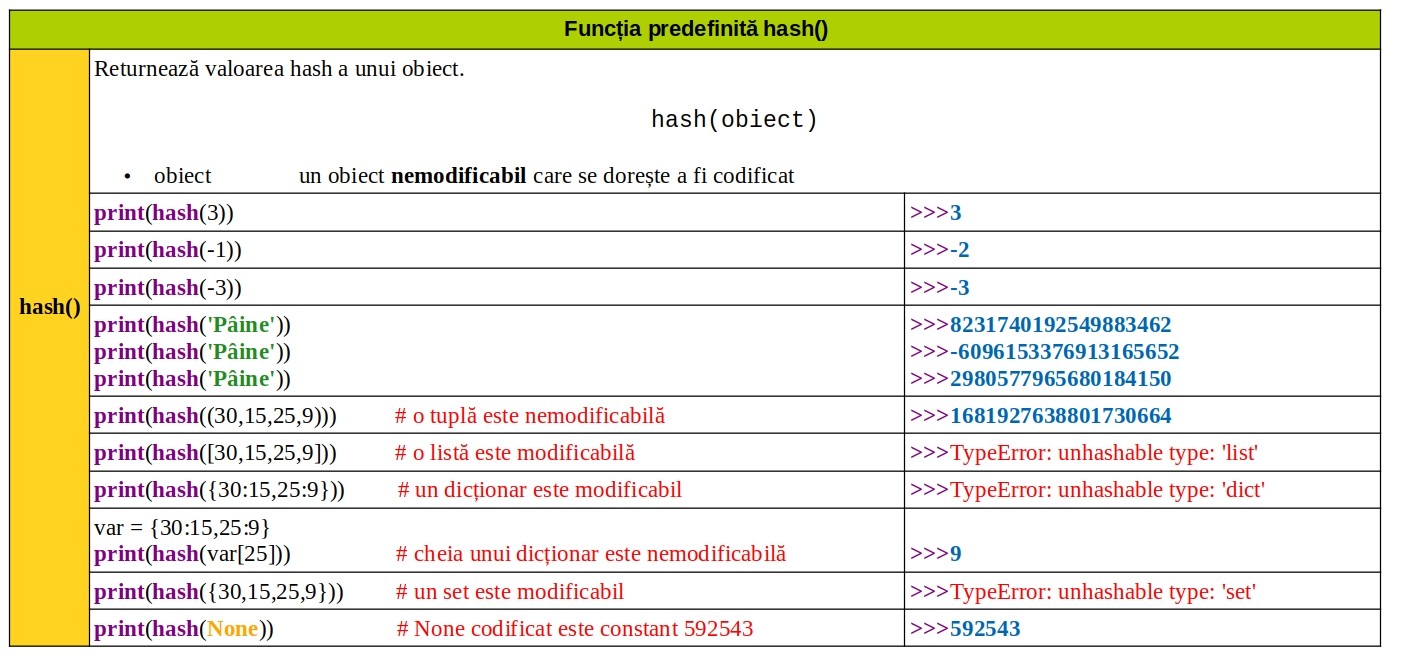 Funcția predefinită hash()
hash()
Returnează valoarea hash a unui obiect.
hash(obiect)
• obiect un obiect nemodificabil care se dorește a fi codificat
print(hash(3)) >>>3
print(hash(-1)) >>>-2
print(hash(-3)) >>>-3
print(hash('Pâine')) >>>8231740192549883462
print(hash('Pâine')) >>>-6096153376913165652
print(hash('Pâine')) >>>2980577965680184150
print(hash((30,15,25,9))) # o tuplă este nemodificabilă >>>1681927638801730664
print(hash([30,15,25,9])) # o listă este modificabilă >>>TypeError: unhashable type: 'list'
print(hash({30:15,25:9})) # un dicționar este modificabil >>>TypeError: unhashable type: 'dict'
var = {30:15,25:9}
print(hash(var[25])) # cheia unui dicționar este nemodificabilă >>>9
print(hash({30,15,25,9})) # un set este modificabil >>>TypeError: unhashable type: 'set'
print(hash(None)) # None codificat este constant 592543 >>>592543